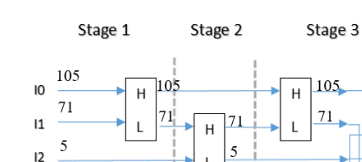 Stage 1 Stage 2 Stage 3
105
I0 H 105 H 105
71
I1 L 71 H 71 L 71
5
I2 L 5